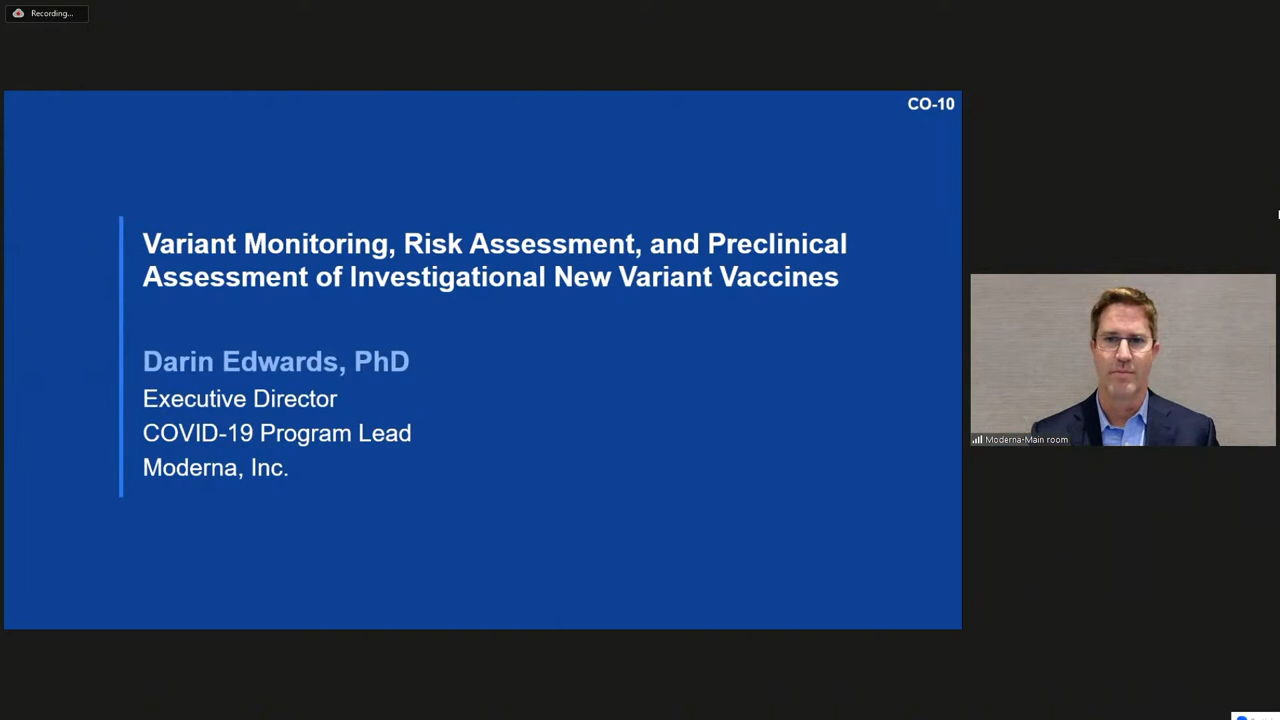 Recording...
CO-10
Variant Monitoring, Risk Assessment, and Preclinical
Assessment of Investigational New Variant Vaccines
Darin Edwards, PhD
Executive Director
COVID-19 Program Lead
Moderna, Inc.
Moderna-Main room